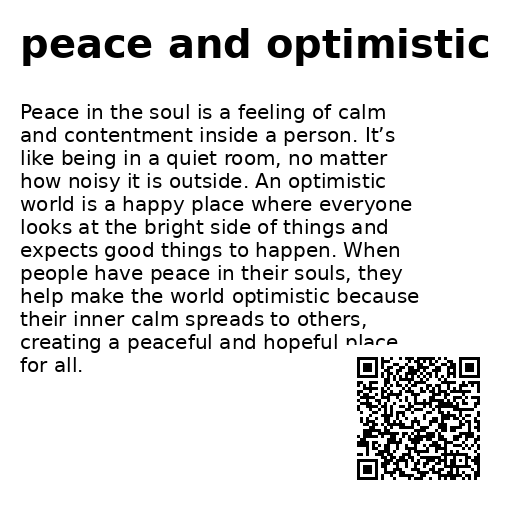 peace and optimistic
Peace in the soul is a feeling of calm
and contentment inside a person. It’s
like being in a quiet room, no matter
how noisy it is outside. An optimistic
world is a happy place where everyone
looks at the bright side of things and
expects good things to happen. When
people have peace in their souls, they
help make the world optimistic because
their inner calm spreads to others,
creating a peaceful and hopeful place
for all.